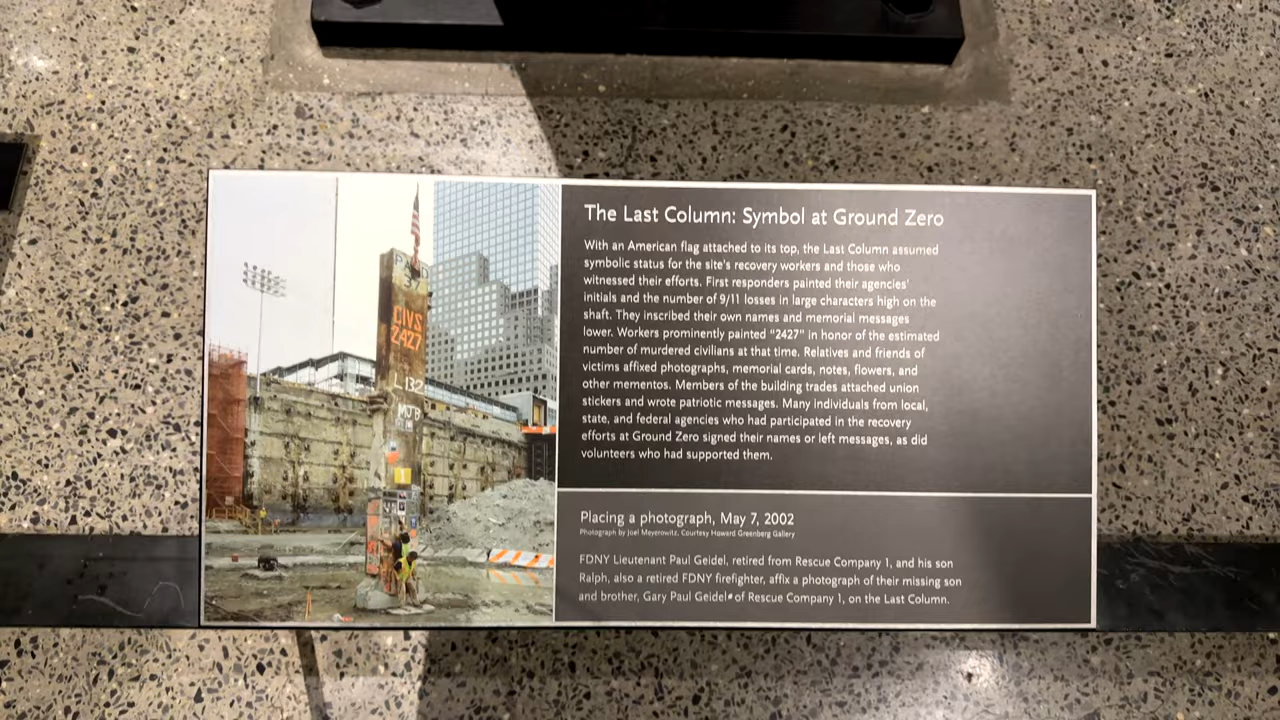 The Last Column: Symbol at Ground Zero
With an American flag attached to its top, the Last Column assumed
symbolic status for the site's recovery workers and those who
witnessed their efforts. First responders painted their agencies'
initials and the number of 9/11 losses in large characters high on the
shaft. They inscribed their own names and memorial messages
lower. Workers prominently painted "2427" in honor of the estimated
number of murdered civilians at that time. Relatives and friends of
victims affixed photographs, memorial cards, notes, flowers, and
other mementos. Members of the building trades attached union
stickers and wrote patriotic messages. Many individuals from local,
state, and federal agencies who had participated in the recovery
efforts at Ground Zero signed their names or left messages, as did
volunteers who had supported them.
Placing a photograph, May 7, 2002
Photograph by Joel Meyerowitz, Courtesy Howard Greenberg Gallery
FDNY Lieutenant Paul Geidel, retired from Rescue Company 1, and his son
Ralph, also a retired FDNY firefighter, affix a photograph of their missing son
and brother, Gary Paul Geidel of Rescue Company 1, on the Last Column.
37
CIVS
2427
L132
MJB